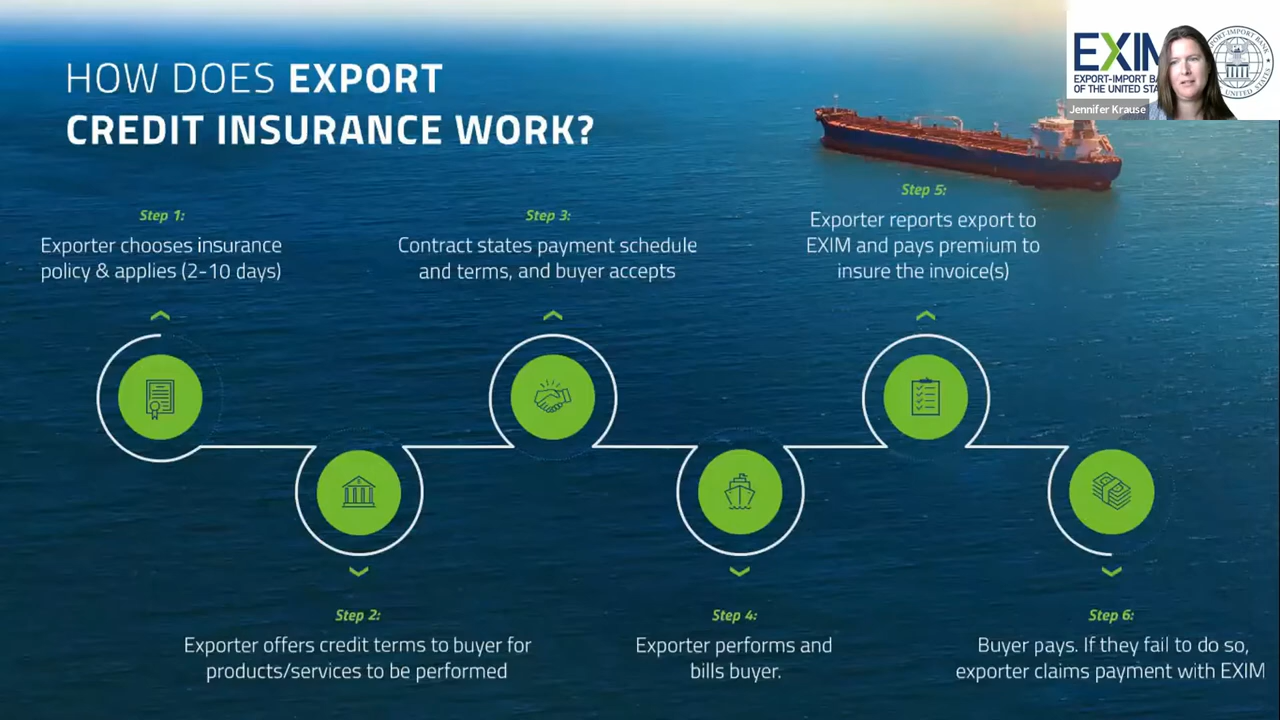 HOW DOES EXPORT
CREDIT INSURANCE WORK?
EXIM
EXPORT-IMPORT
OF THE UNITED
Jennifer Krause
Step 1:
Exporter chooses insurance
policy & applies (2-10 days)
Step 2:
Exporter offers credit terms to buyer for
products/services to be performed
Step 3:
Contract states payment schedule
and terms, and buyer accepts
Step 4:
Exporter performs and
bills buyer.
Step 5:
Exporter reports export to
EXIM and pays premium to
insure the invoice(s)
Step 6:
Buyer pays. If they fail to do so,
exporter claims payment with EXIM